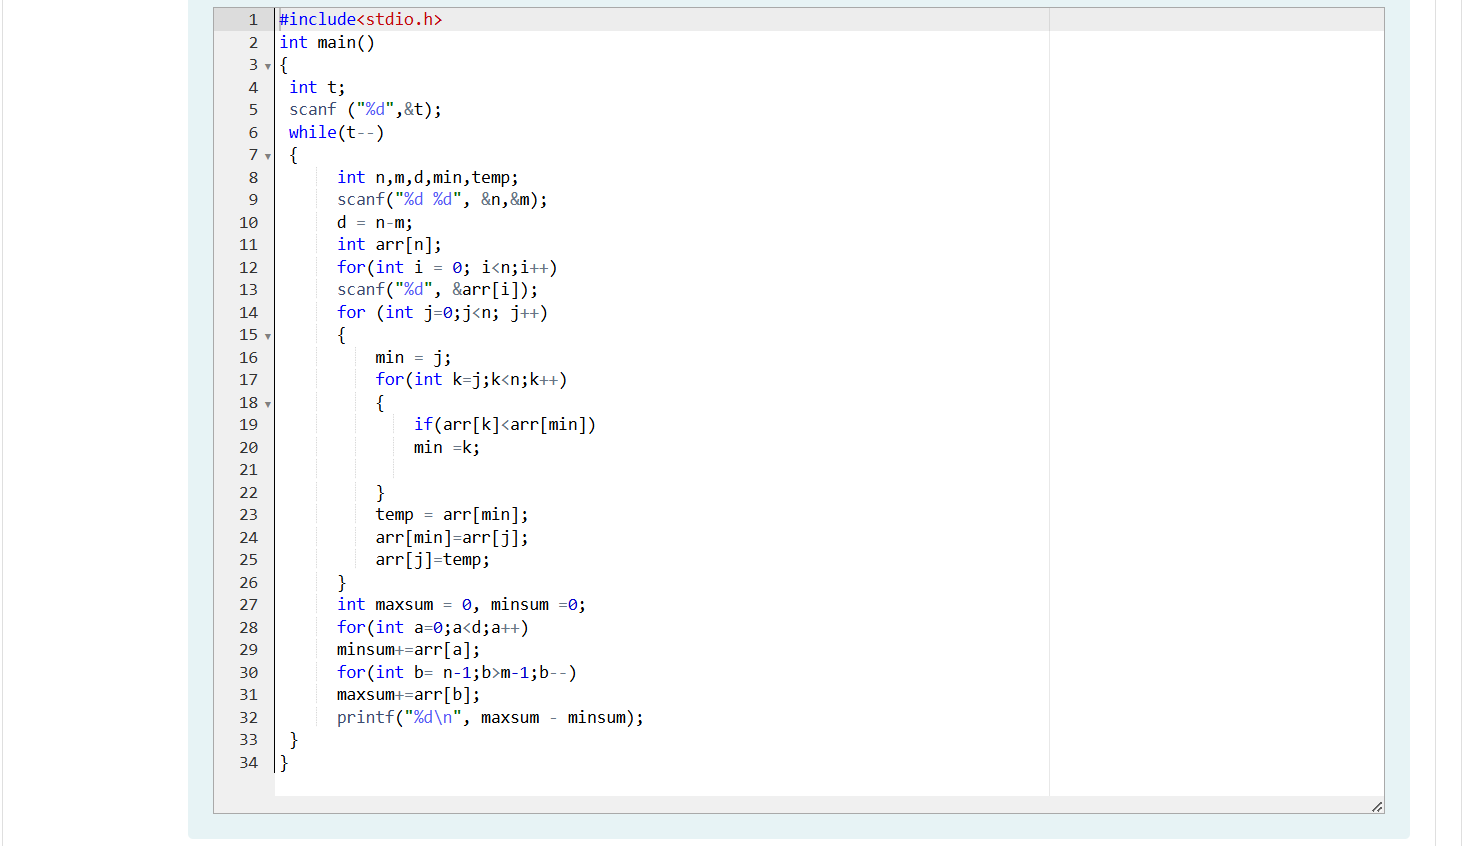 1 #include<stdio.h>
2 int main()
3 {
4 int t;
5 scanf ("%d",&t);
6 while(t--)
7 {
8 int n,m,d,min,temp;
9 scanf("%d %d", &n,&m);
10 d = n-m;
11 int arr[n];
12 for(int i = 0; i<n;i++)
13 scanf("%d", &arr[i]);
14 for (int j=0;j<n; j++)
15 {
16 min = j;
17 for(int k=j;k<n;k++)
18 {
19 if(arr[k]<arr[min])
20 min =k;
21
22 }
23 temp = arr[min];
24 arr[min]=arr[j];
25 arr[j]=temp;
26 }
27 int maxsum = 0, minsum =0;
28 for(int a=0;a<d;a++)
29 minsum+=arr[a];
30 for(int b= n-1;b>m-1;b--)
31 maxsum+=arr[b];
32 printf("%d\n", maxsum - minsum);
33 }
34 }